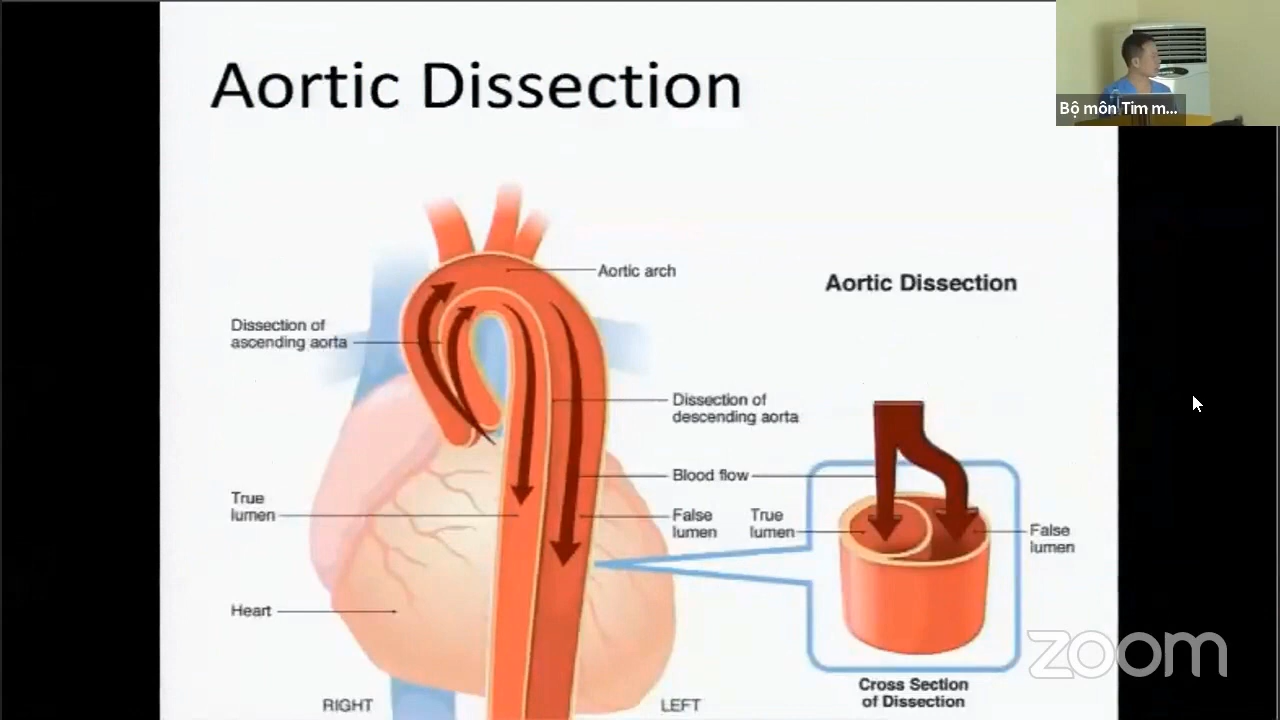 Aortic Dissection
Bộ môn Tim m...
Aortic arch
Aortic Dissection
Dissection of
ascending aorta
Dissection of
descending aorta
Blood flow
True
lumen
False
lumen
True
lumen
False
lumen
Heart
zoom
Cross Section
of Dissection
RIGHT
LEFT